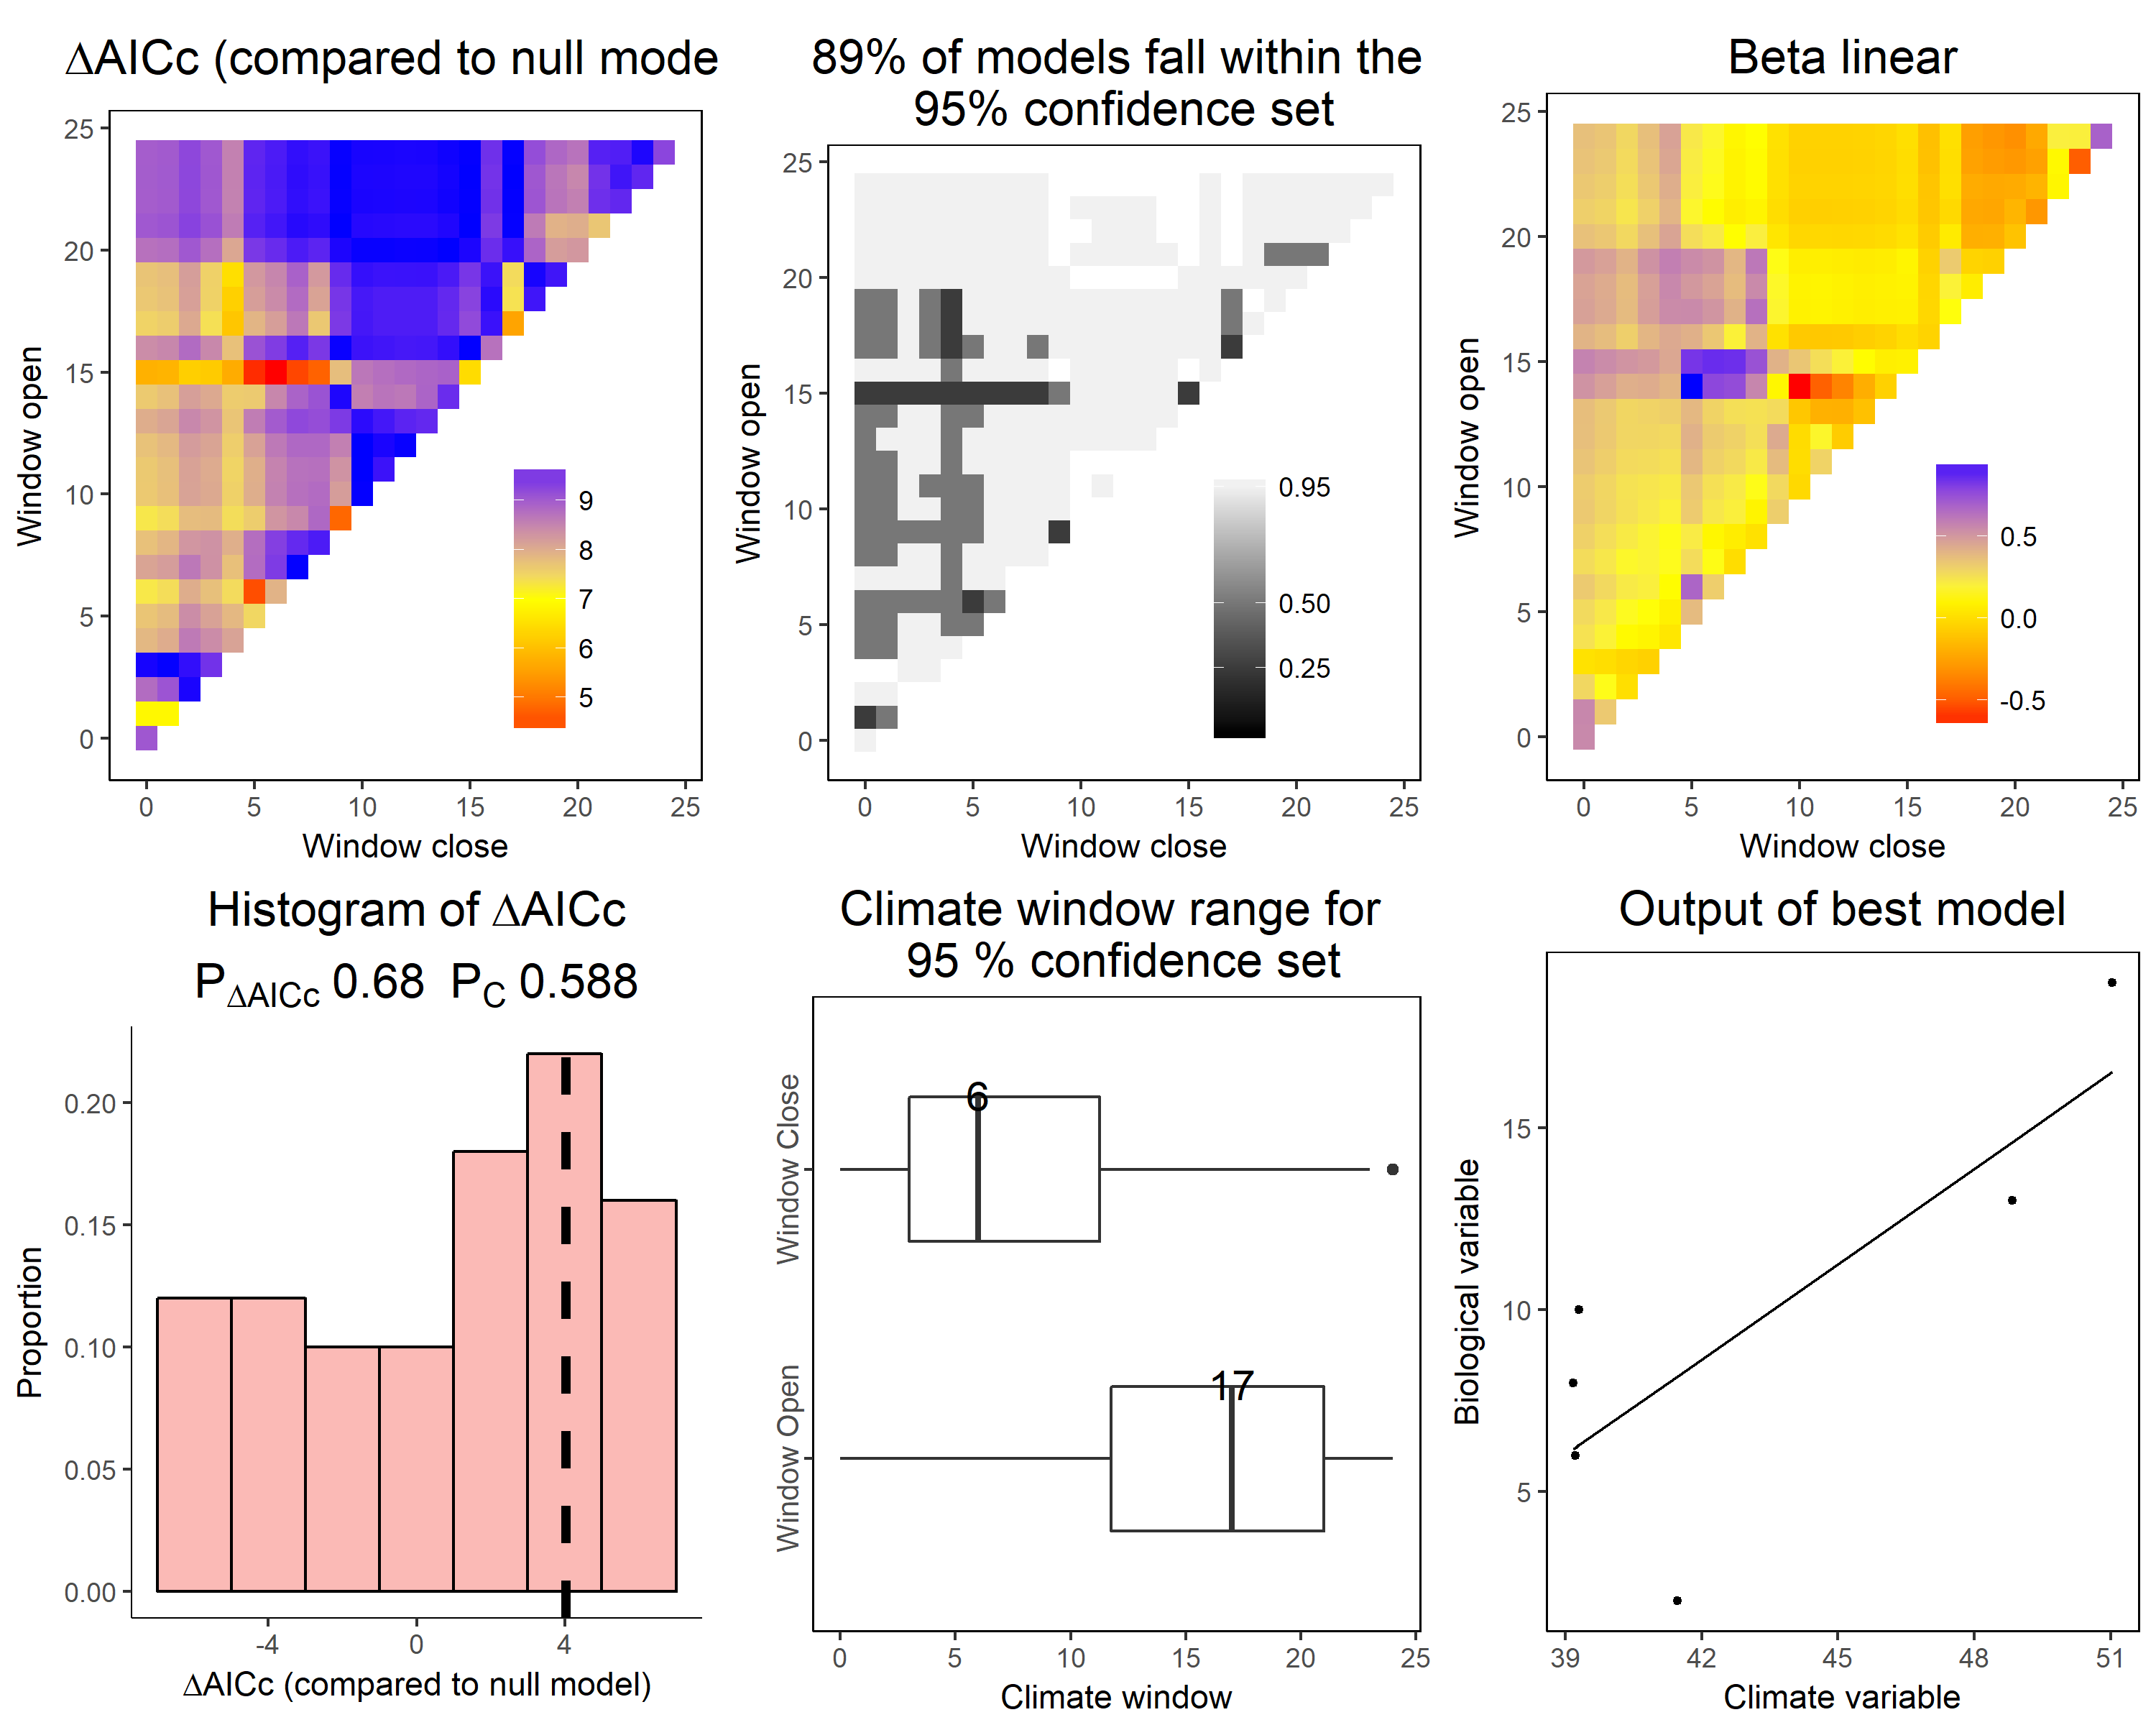 ΔAICc (compared to null mode
25
20
15
10
5
0
Window open
9
8
7
6
5
0 5 10 15 20 25
Window close
89% of models fall within the
95% confidence set
25
20
15
10
5
0
Window open
0.95
0.50
0.25
0 5 10 15 20 25
Window close
Beta linear
25
20
15
10
5
0
Window open
0.5
0.0
-0.5
0 5 10 15 20 25
Window close
Histogram of ΔAICc
PΔAICc 0.68 PC 0.588
0.20
0.15
0.10
0.05
0.00
Proportion
-4 0 4
ΔAICc (compared to null model)
Climate window range for
95 % confidence set
Window Close
6
Window Open
17
0 5 10 15 20 25
Climate window
Output of best model
15
10
5
Biological variable
39 42 45 48 51
Climate variable